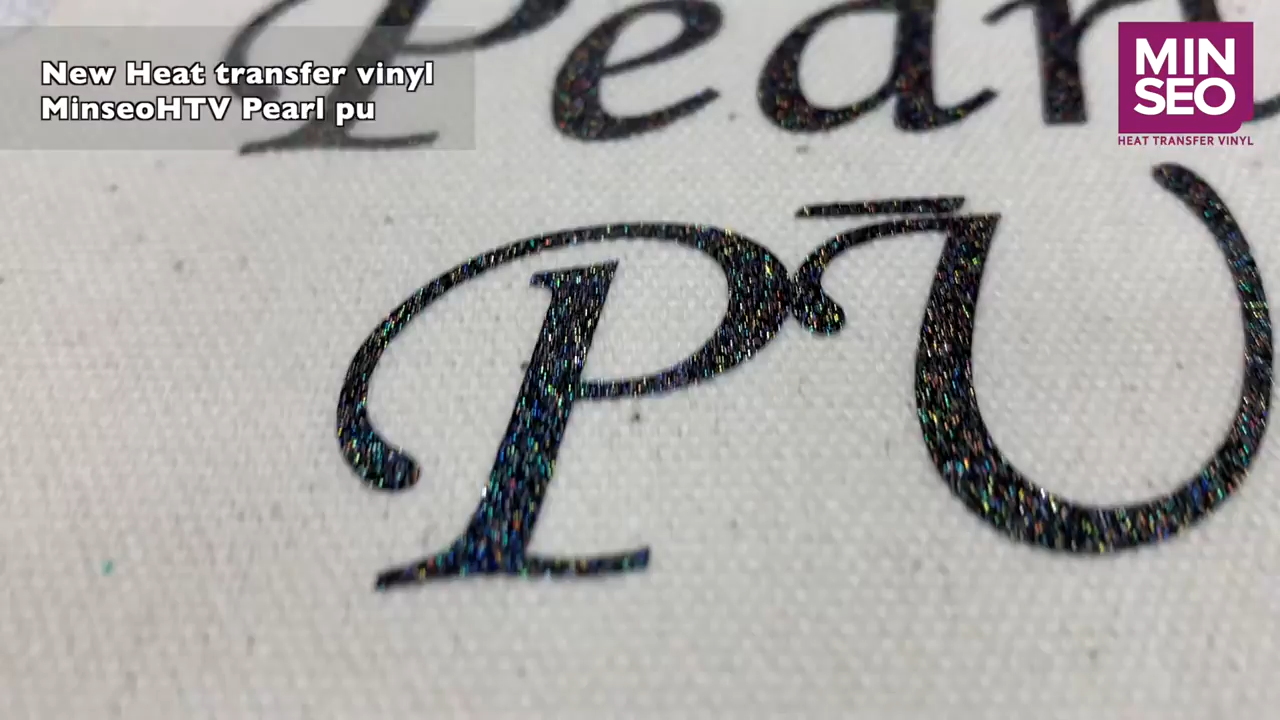 New Heat transfer vinyl
MinseoHTV Pearl pu
MIN
SEO
HEAT TRANSFER VINYL
Pearl
PU